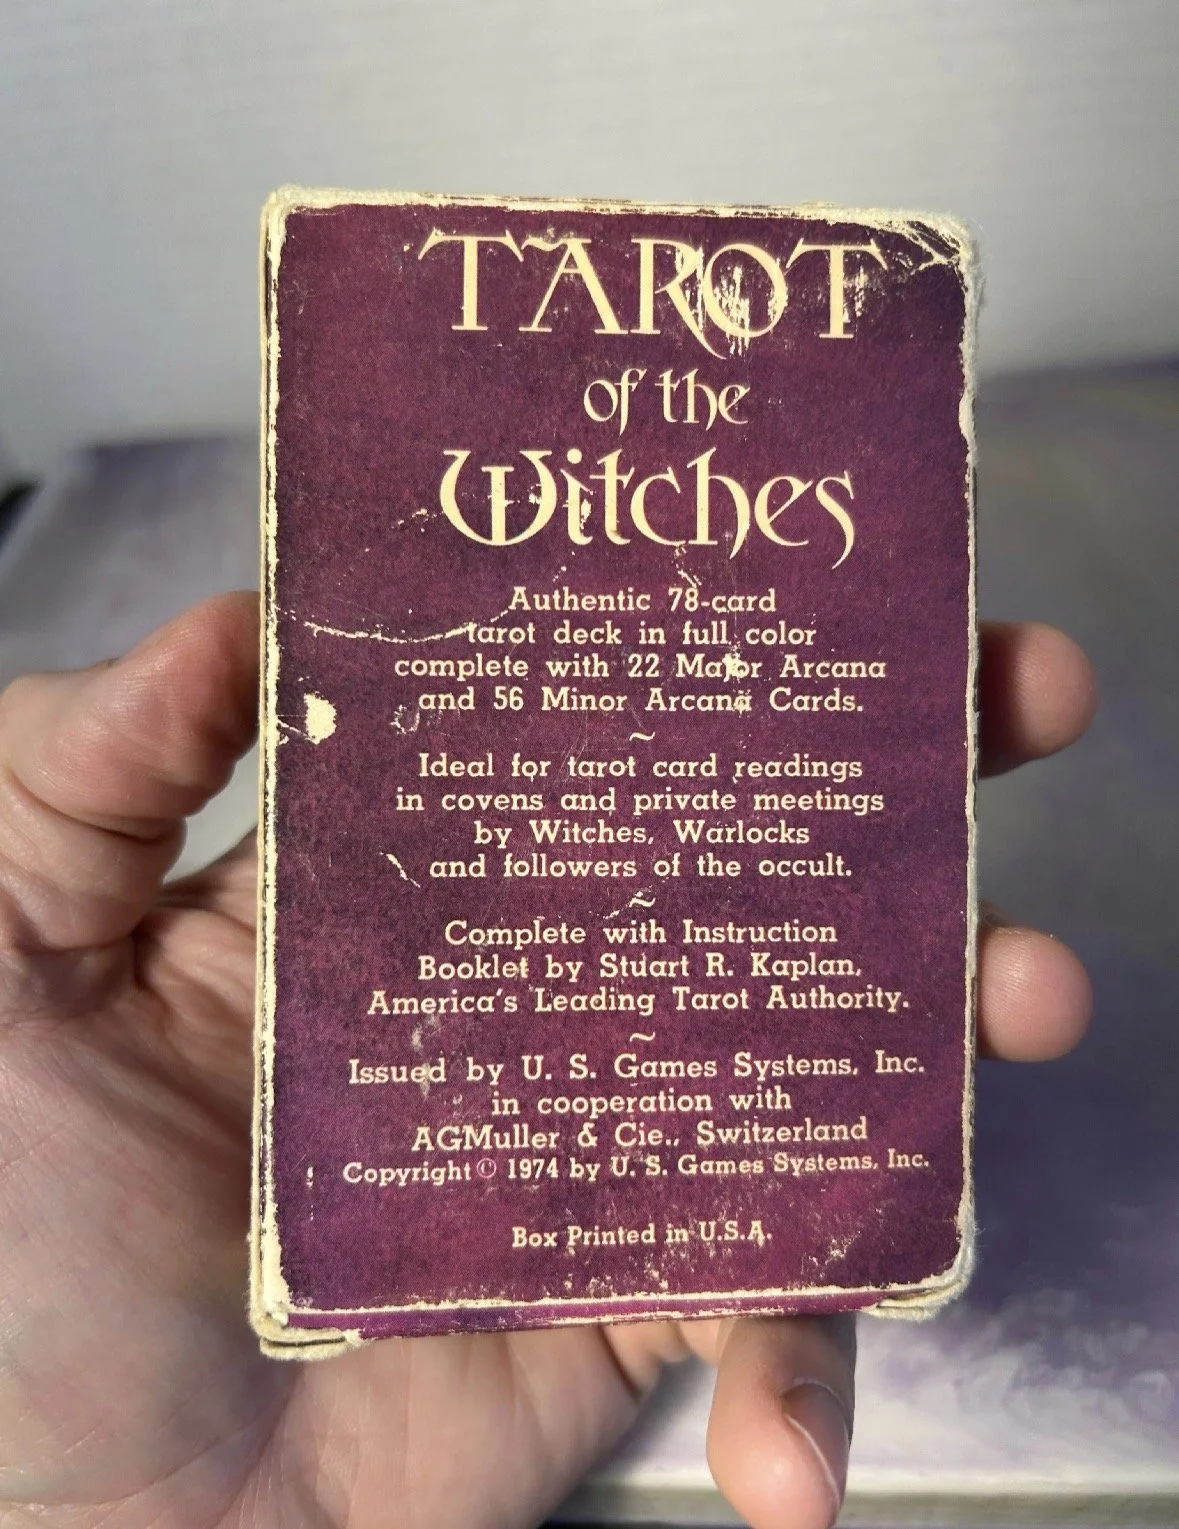 TAROT
of the
Witches
Authentic 78-card
tarot deck in full color
complete with 22 Major Arcana
and 56 Minor Arcana Cards.
~
Ideal for tarot card readings
in covens and private meetings
by Witches, Warlocks
and followers of the occult.
~
Complete with Instruction
Booklet by Stuart R. Kaplan,
America's Leading Tarot Authority.
~
Issued by U. S. Games Systems, Inc.
in cooperation with
AGMuller & Cie., Switzerland
Copyright © 1974 by U. S. Games Systems, Inc.
Box Printed in U.S.A.